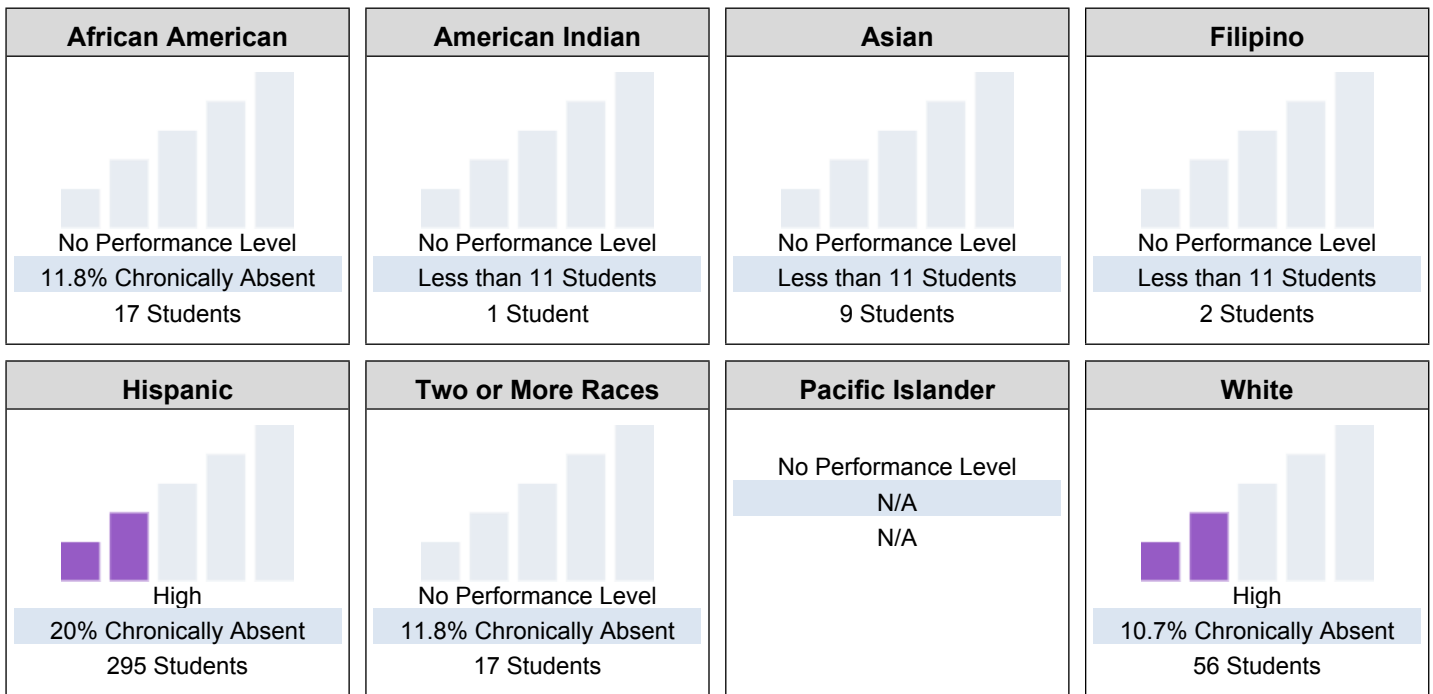 African American
No Performance Level
11.8% Chronically Absent
17 Students
American Indian
No Performance Level
Less than 11 Students
1 Student
Asian
No Performance Level
Less than 11 Students
9 Students
Filipino
No Performance Level
Less than 11 Students
2 Students
Hispanic
High
20% Chronically Absent
295 Students
Two or More Races
No Performance Level
11.8% Chronically Absent
17 Students
Pacific Islander
No Performance Level
N/A
N/A
White
High
10.7% Chronically Absent
56 Students